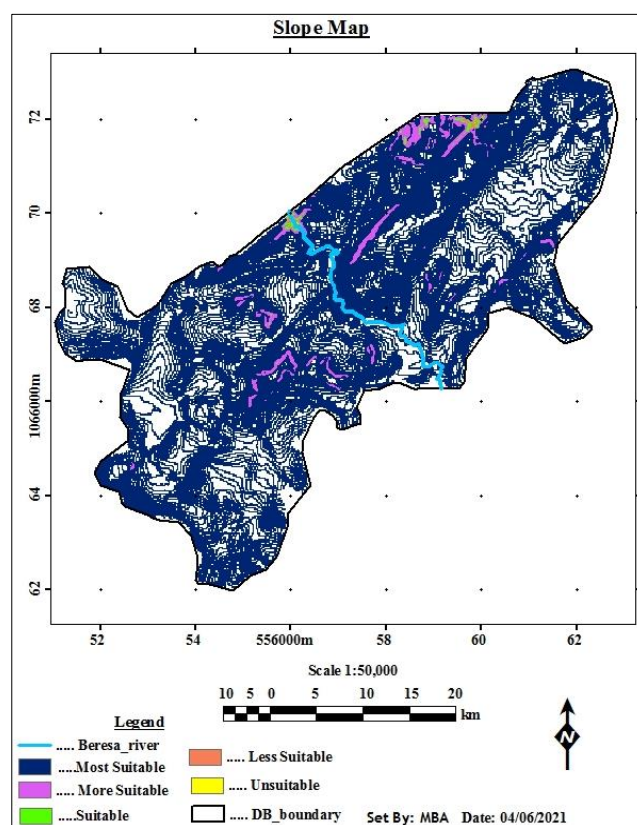 Slope Map
72
70
68
1066000m
64
62
52
54
556000m
58
60
62
Scale 1:50,000
10 5 0 5 10 15 20
km
Legend
..... Beresa_river
.....Most Suitable
..... More Suitable
.....Suitable
..... Less Suitable
..... Unsuitable
..... DB_boundary
N
Set By: MBA Date: 04/06/2021